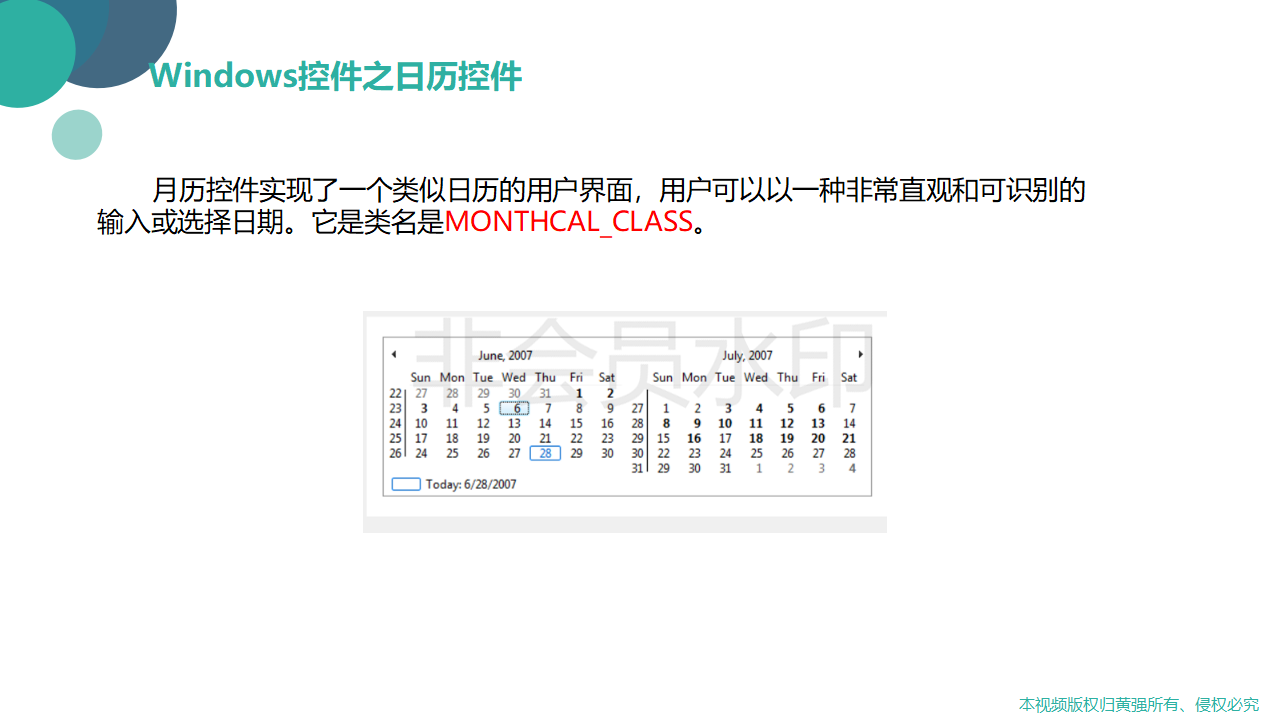 Windows控件之日历控件
月历控件实现了一个类似日历的用户界面，用户可以以一种非常直观和可识别的
输入或选择日期。它是类名是MONTHCAL_CLASS。
非会员水印
June, 2007 July, 2007
Sun Mon Tue Wed Thu Fri Sat Sun Mon Tue Wed Thu Fri Sat
22 27 28 29 30 31 1 2
23 3 4 5 6 7 8 9 27 1 2 3 4 5 6 7
24 10 11 12 13 14 15 16 28 8 9 10 11 12 13 14
25 17 18 19 20 21 22 23 29 15 16 17 18 19 20 21
26 24 25 26 27 28 29 30 30 22 23 24 25 26 27 28
31 29 30 31 1 2 3 4
Today: 6/28/2007
本视频版权归黄强所有、侵权必究